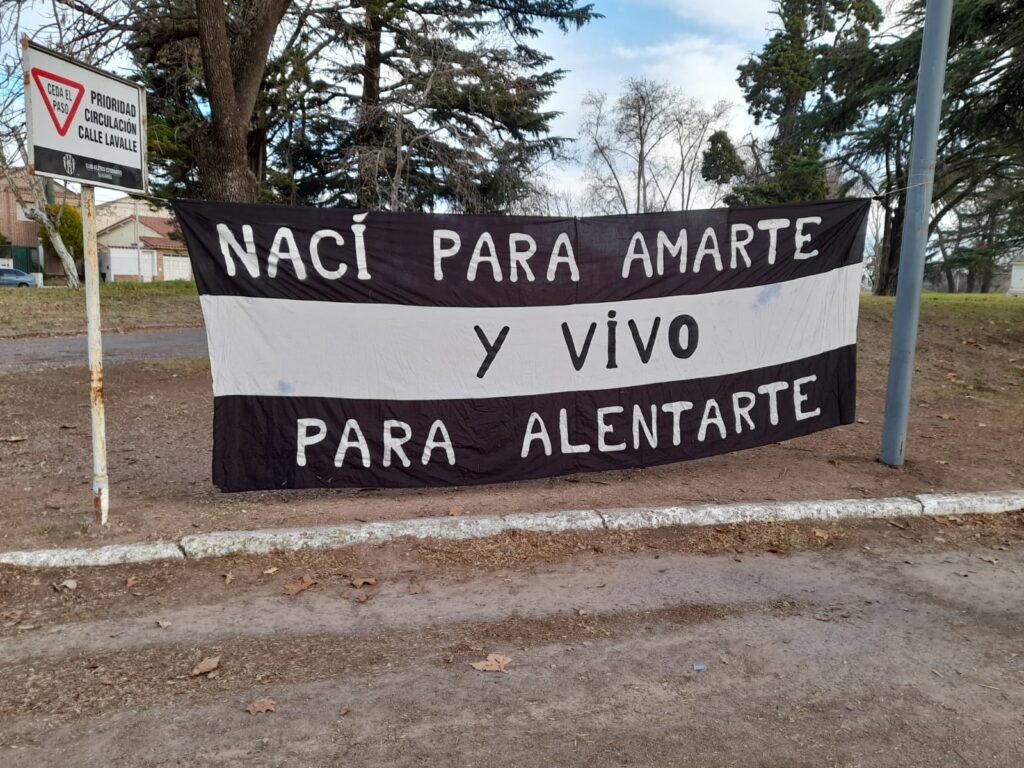 CEDA EL
PASO
PRIORIDAD
CIRCULACIÓN
CALLE LAVALLE
NACÍ PARA AMARTE
Y VIVO
PARA ALENTARTE